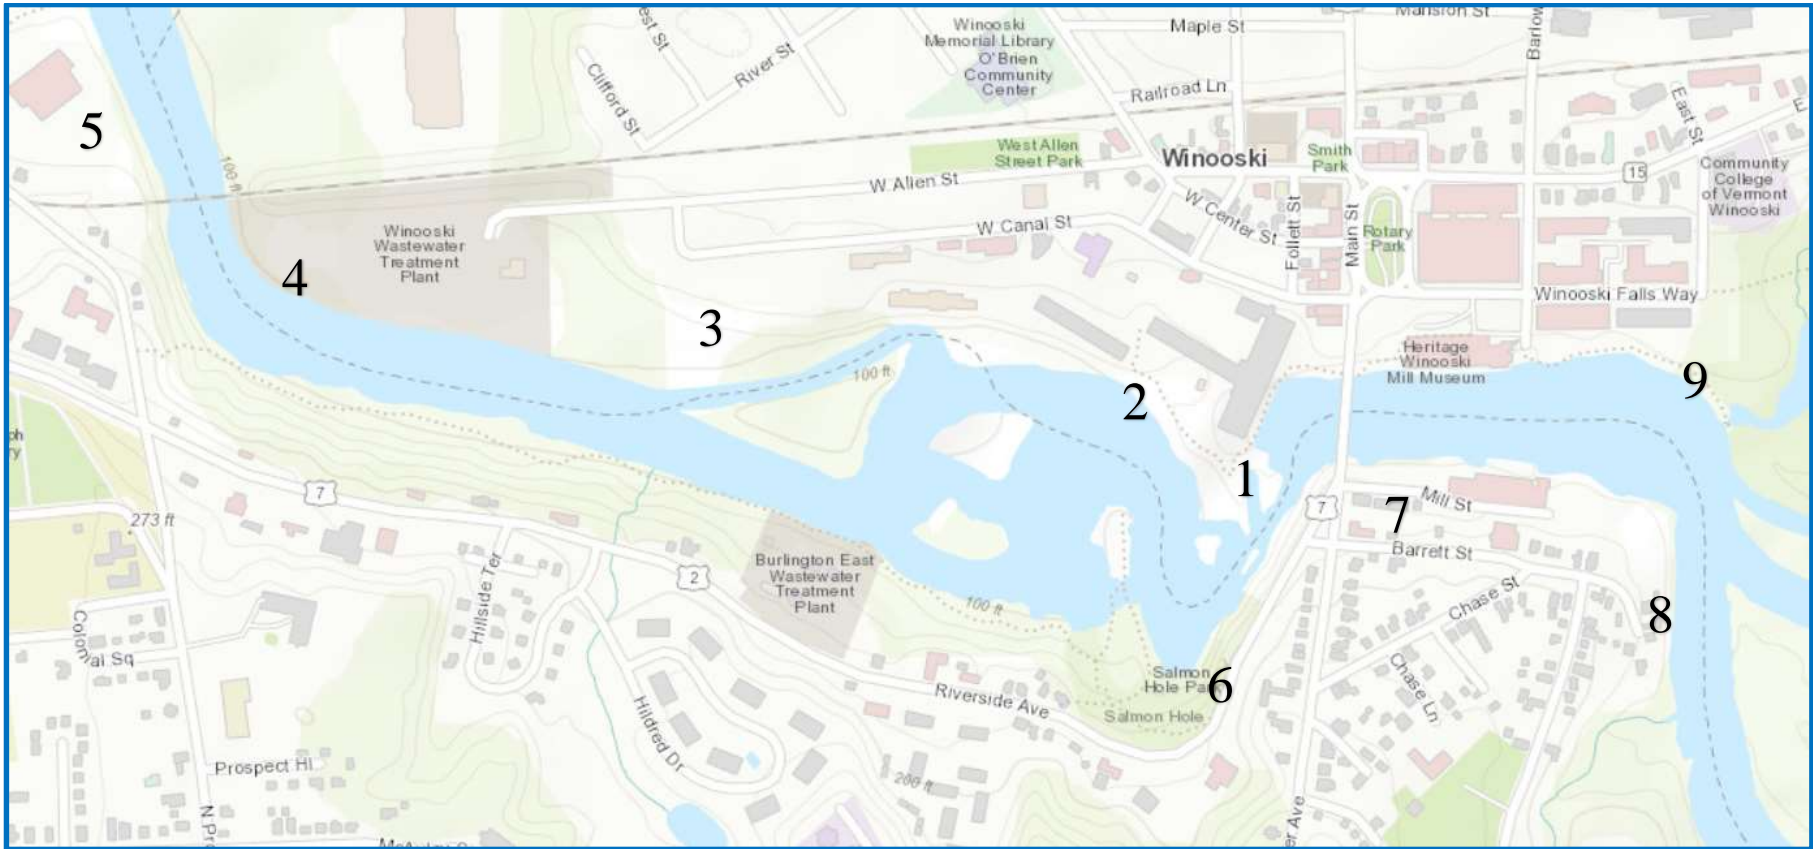 Winooski
Memorial Library
O'Brien
Community
Center
Maple St
Mansion St
Barlow
River St
Clifford St
est St
Railroad Ln
East St
E
5
100 ft
West Allen
Street Park
Winooski
Smith
Park
15
Community
College
of Vermont
Winooski
W Allen St
W Canal St
W Center St
Follett St
Main St
Rotary
Park
Winooski
Wastewater
Treatment
Plant
4
3
Winooski Falls Way
Heritage
Winooski
Mill Museum
9
100 ft
2
1
7
273 ft
7
7
Mill St
Barrett St
Burlington East
Wastewater
Treatment
Plant
2
Hillside Ter
100 ft
Chase St
8
Colonial Sq
Salmon
Hole Park
6
Salmon Hole
Chase Ln
Riverside Ave
Hildred Dr
Prospect Hl
200 ft
N Pr
er Ave